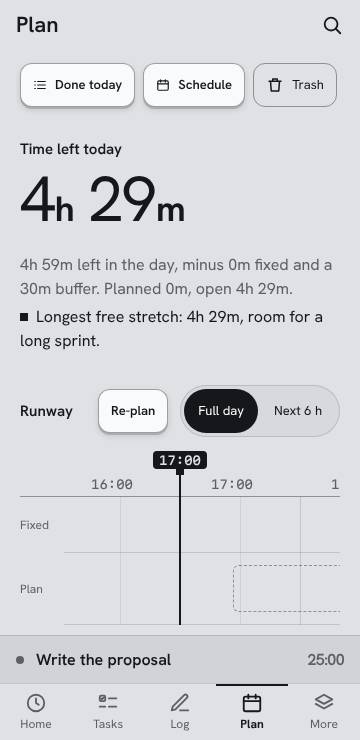 Plan
Done today
Schedule
Trash
Time left today
4h 29m
4h 59m left in the day, minus 0m fixed and a
30m buffer. Planned 0m, open 4h 29m.
Longest free stretch: 4h 29m, room for a
long sprint.
Runway
Re-plan
Full day
Next 6 h
17:00
16:00
17:00
1
Fixed
Plan
Write the proposal
25:00
Home
Tasks
Log
Plan
More